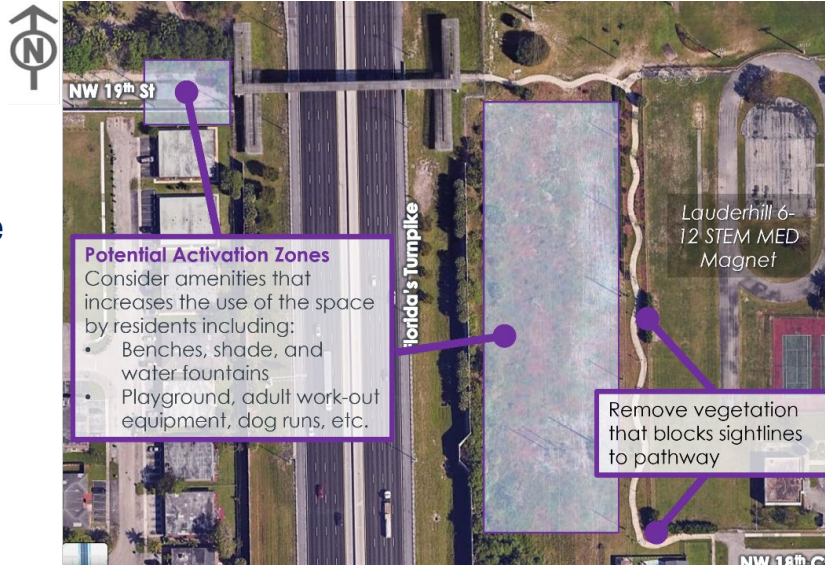 N
NW 19th St
e
Florida's Turnpike
Lauderhill 6-
12 STEM MED
Magnet
Potential Activation Zones
Consider amenities that
increases the use of the space
by residents including:
• Benches, shade, and
water fountains
• Playground, adult work-out
equipment, dog runs, etc.
Remove vegetation
that blocks sightlines
to pathway
NW 18th C